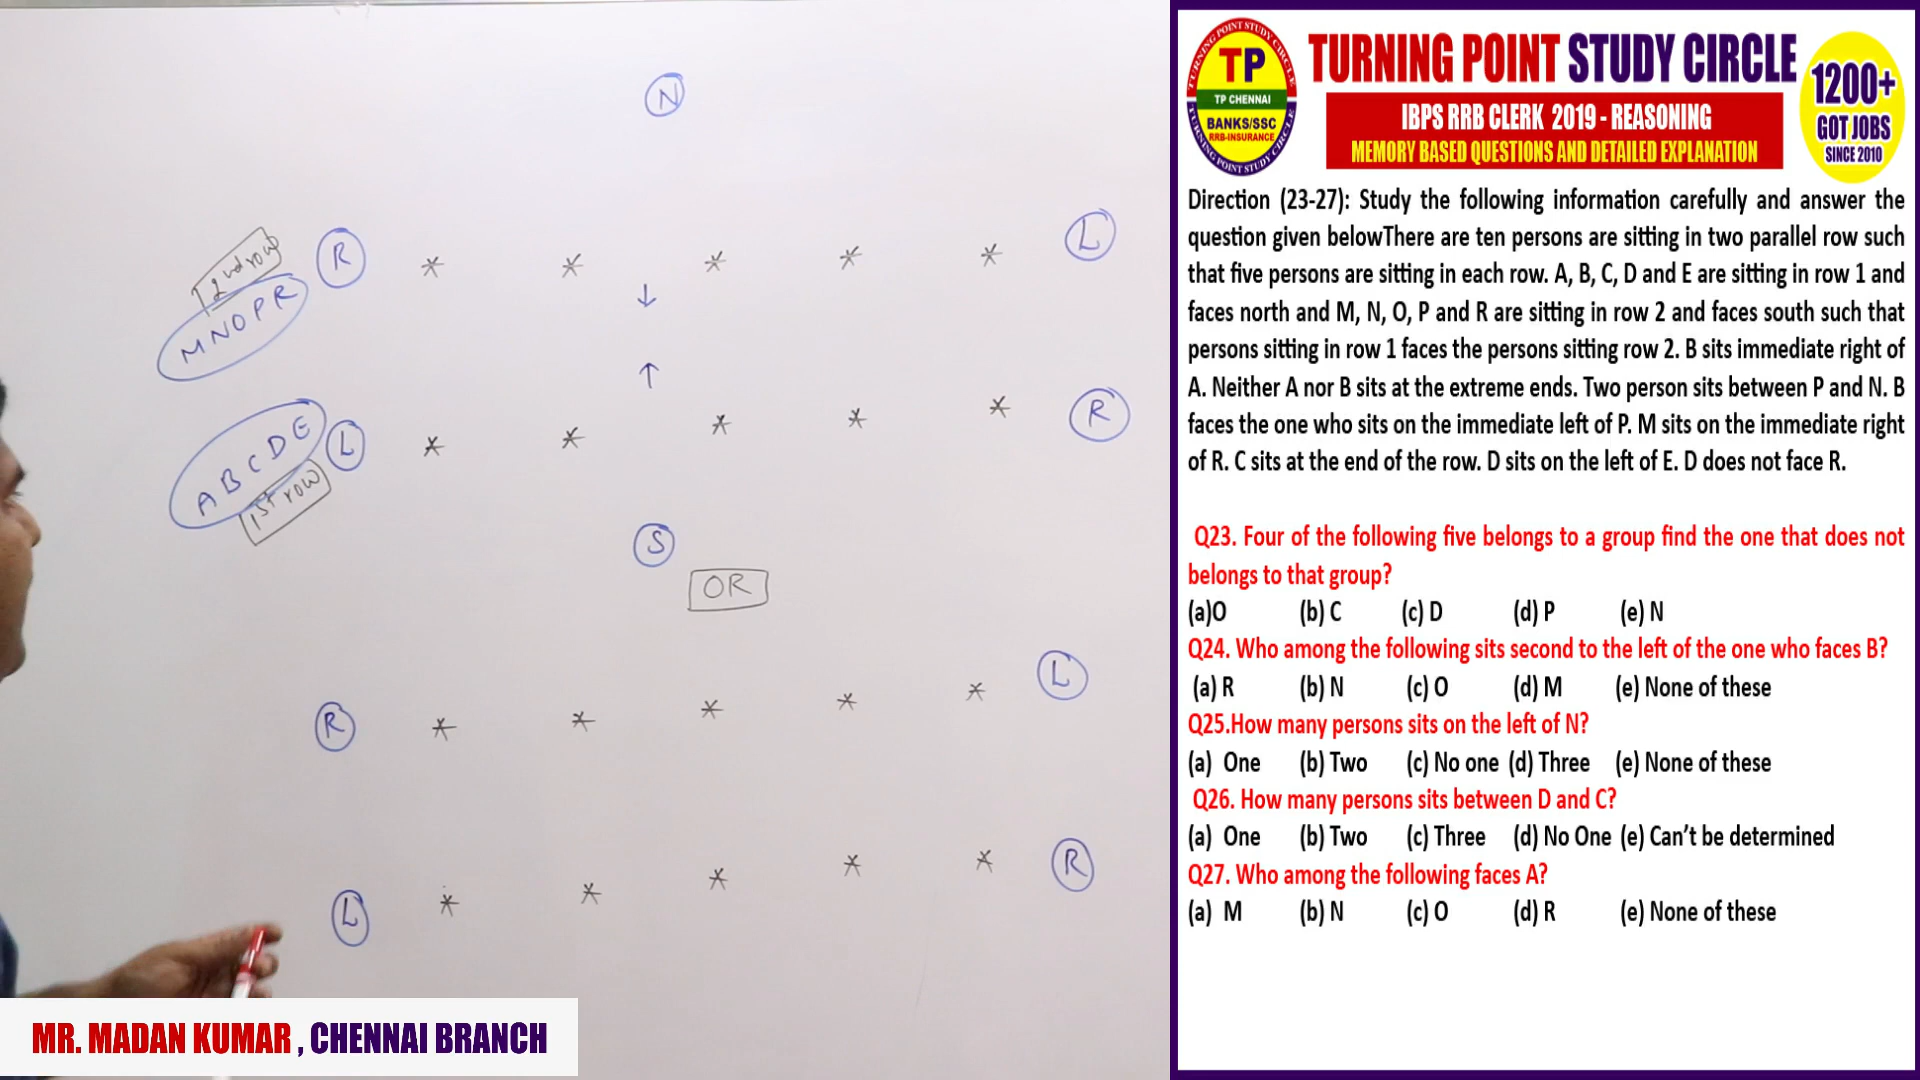 N
2nd row
R * * * * * L
MNOPR
↓
↑
ABCDE
L * * * * * R
1st row
S
OR
R * * * * * L
L * * * * * R
MR. MADAN KUMAR , CHENNAI BRANCH
TURNING POINT STUDY CIRCLE
TP
TP CHENNAI
BANKS/SSC
RRB-INSURANCE
TURNING POINT STUDY CIRCLE
TURNING POINT STUDY CIRCLE
1200+
GOT JOBS
SINCE 2010
IBPS RRB CLERK 2019 - REASONING
MEMORY BASED QUESTIONS AND DETAILED EXPLANATION
Direction (23-27): Study the following information carefully and answer the
question given belowThere are ten persons are sitting in two parallel row such
that five persons are sitting in each row. A, B, C, D and E are sitting in row 1 and
faces north and M, N, O, P and R are sitting in row 2 and faces south such that
persons sitting in row 1 faces the persons sitting row 2. B sits immediate right of
A. Neither A nor B sits at the extreme ends. Two person sits between P and N. B
faces the one who sits on the immediate left of P. M sits on the immediate right
of R. C sits at the end of the row. D sits on the left of E. D does not face R.
Q23. Four of the following five belongs to a group find the one that does not
belongs to that group?
(a)O (b) C (c) D (d) P (e) N
Q24. Who among the following sits second to the left of the one who faces B?
(a) R (b) N (c) O (d) M (e) None of these
Q25.How many persons sits on the left of N?
(a) One (b) Two (c) No one (d) Three (e) None of these
Q26. How many persons sits between D and C?
(a) One (b) Two (c) Three (d) No One (e) Can't be determined
Q27. Who among the following faces A?
(a) M (b) N (c) O (d) R (e) None of these